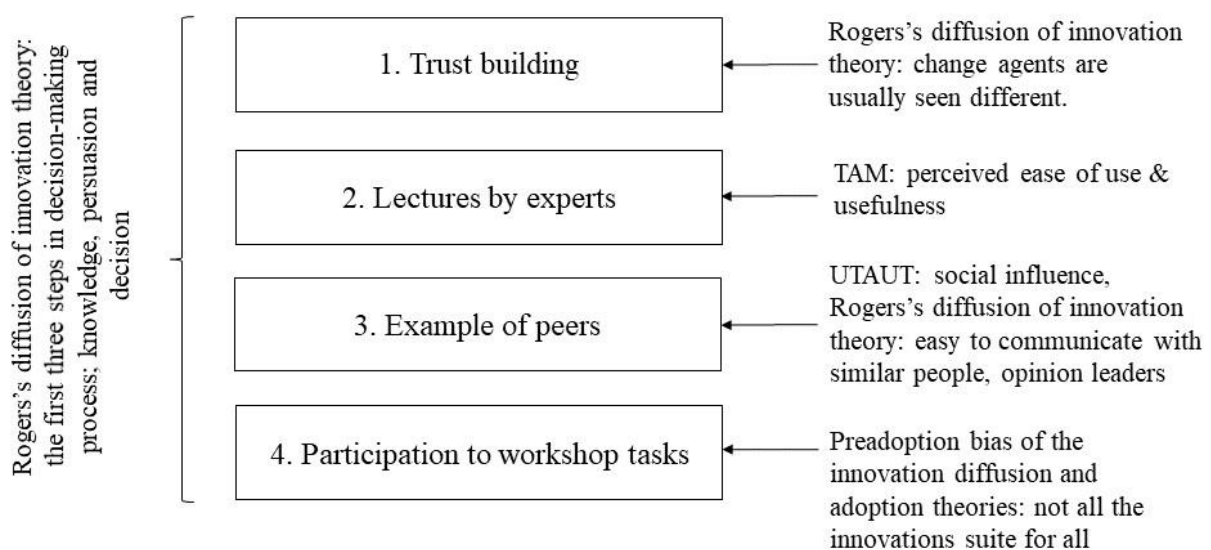 Rogers's diffusion of innovation theory:
the first three steps in decision-making
process; knowledge, persuasion and
decision
1. Trust building
Rogers's diffusion of innovation
theory: change agents are
usually seen different.
2. Lectures by experts
TAM: perceived ease of use &
usefulness
3. Example of peers
UTAUT: social influence,
Rogers's diffusion of innovation
theory: easy to communicate with
similar people, opinion leaders
4. Participation to workshop tasks
Preadoption bias of the
innovation diffusion and
adoption theories: not all the
innovations suite for all